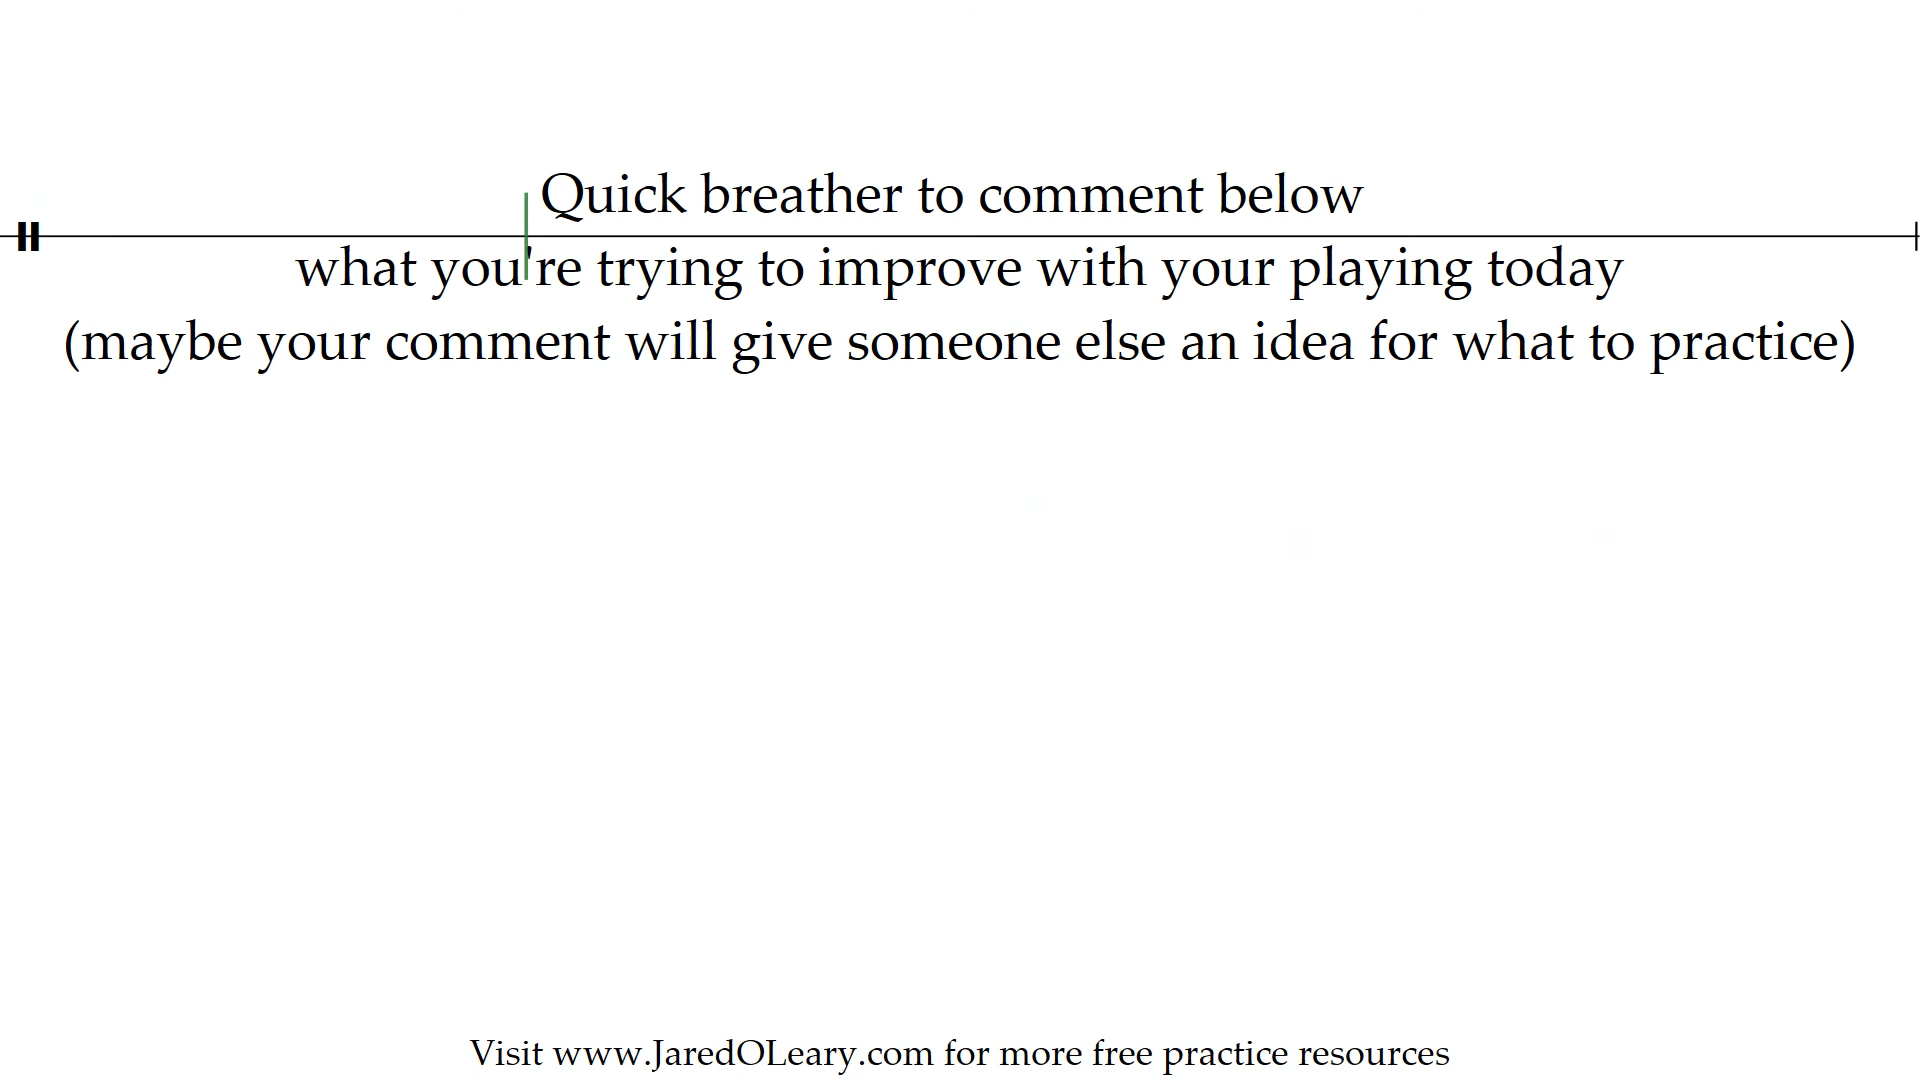 Quick breather to comment below
what you're trying to improve with your playing today
(maybe your comment will give someone else an idea for what to practice)
Visit www.JaredOLeary.com for more free practice resources